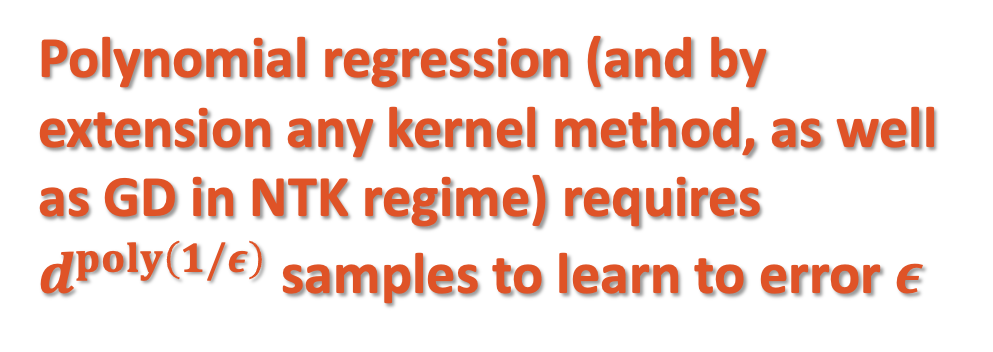 Polynomial regression (and by
extension any kernel method, as well
as GD in NTK regime) requires
d^{poly(1/ϵ)} samples to learn to error ϵ